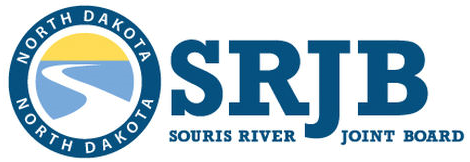 NORTH DAKOTA
NORTH DAKOTA
SRJB
SOURIS RIVER JOINT BOARD